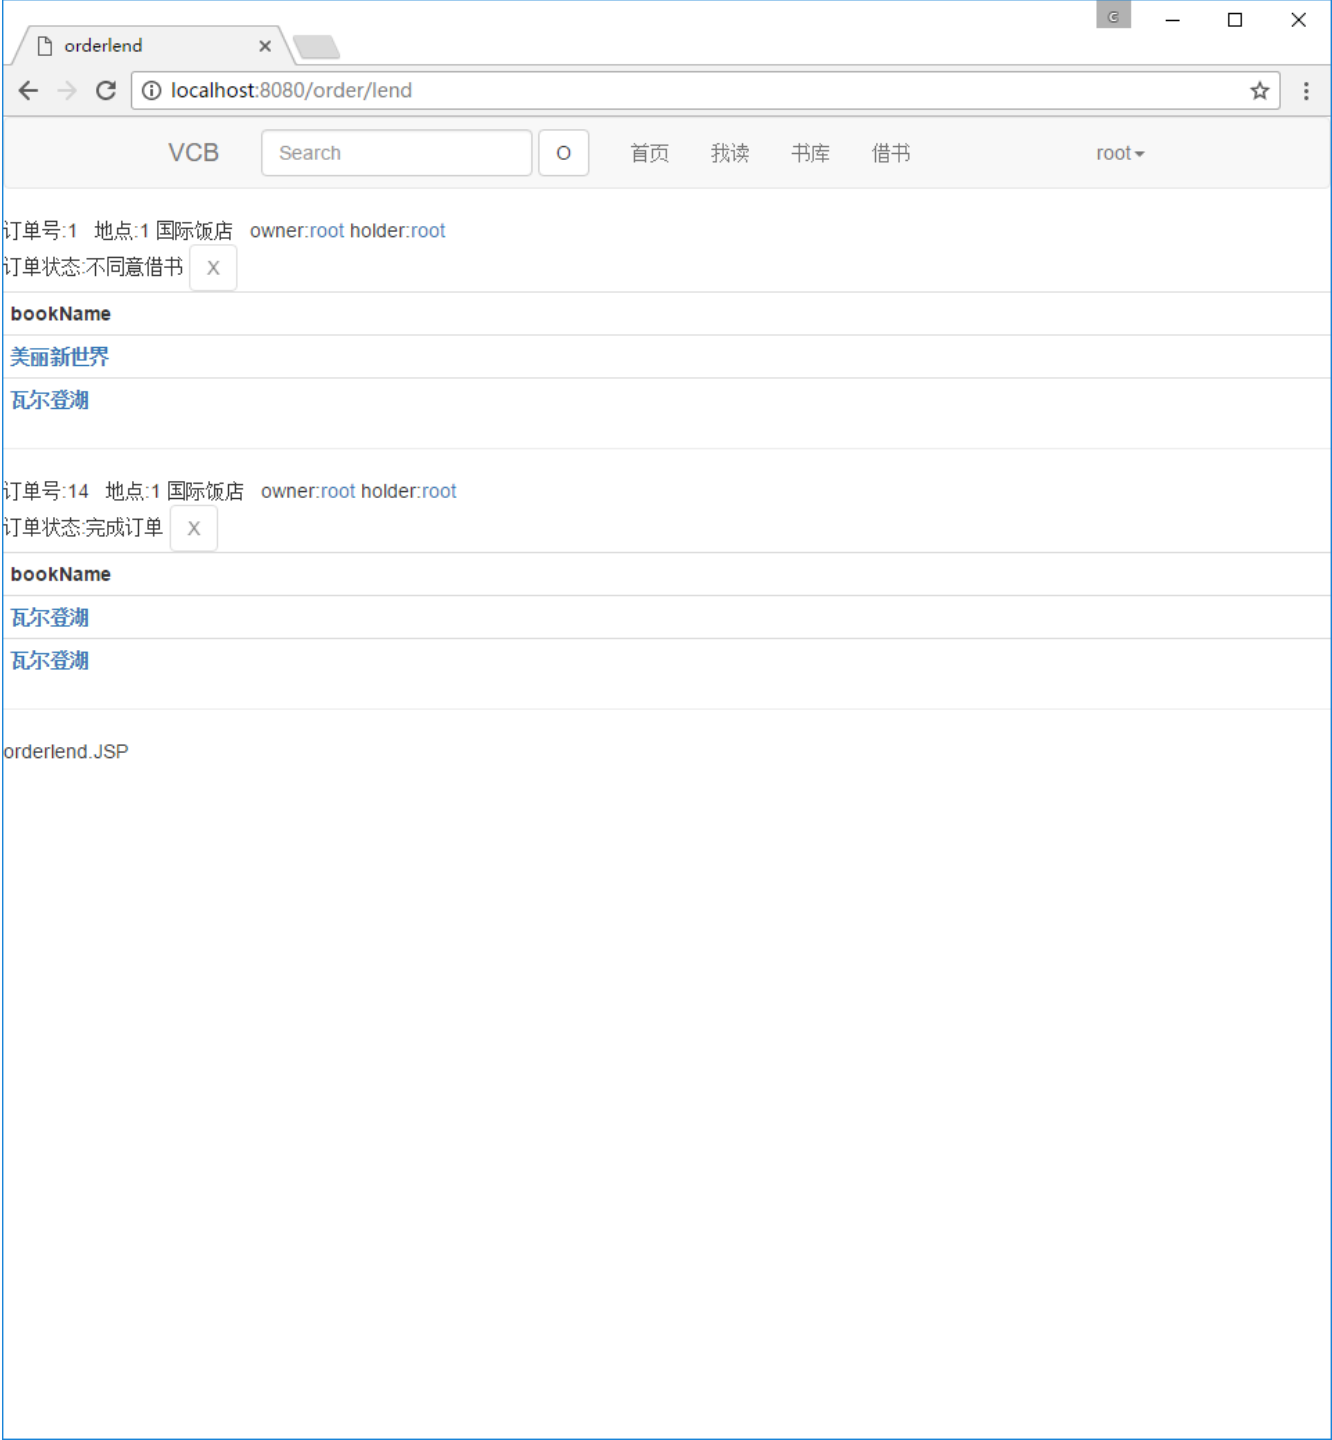 c
orderlend
localhost:8080/order/lend
VCB Search O 首页 我读 书库 借书 root
订单号:1 地点:1 国际饭店 owner:root holder:root
订单状态:不同意借书 X
bookName
美丽新世界
瓦尔登湖
订单号:14 地点:1 国际饭店 owner:root holder:root
订单状态:完成订单 X
bookName
瓦尔登湖
瓦尔登湖
orderlend.JSP